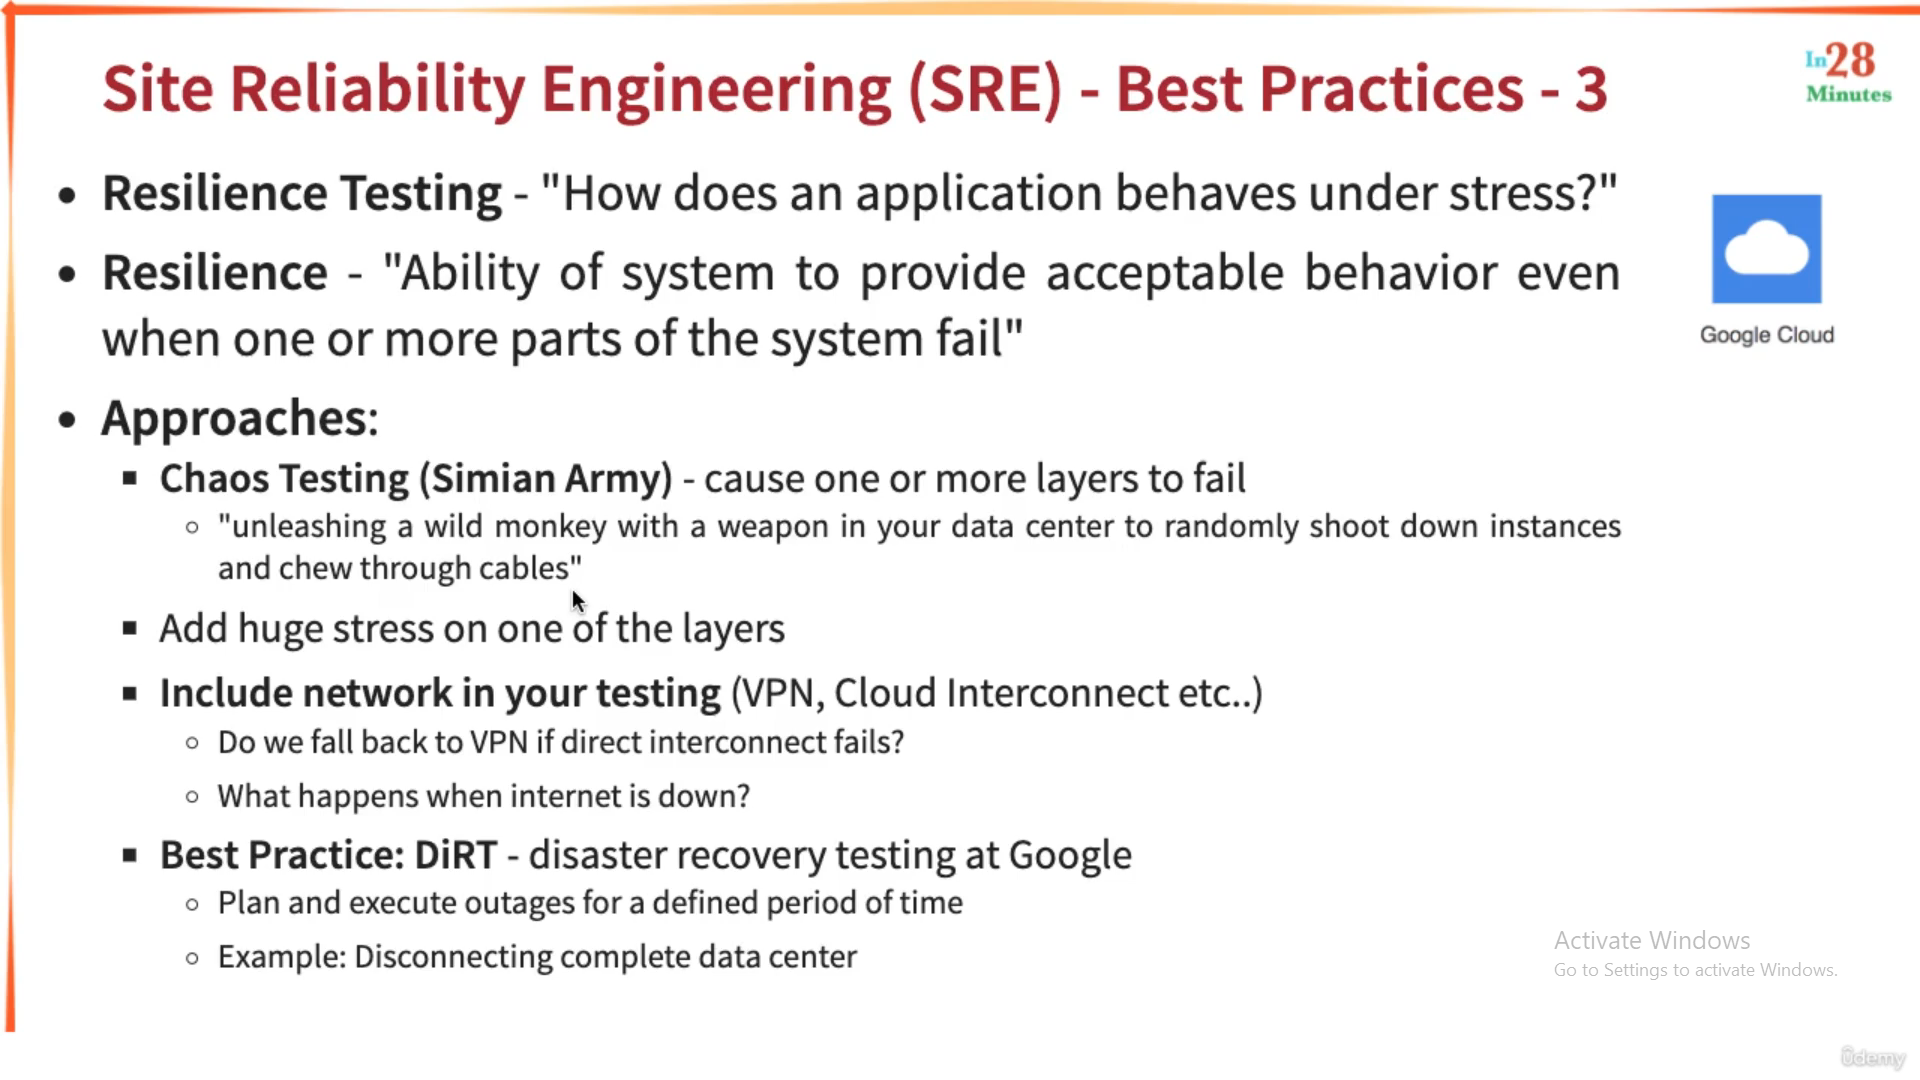 Site Reliability Engineering (SRE) - Best Practices - 3
In28
Minutes
• Resilience Testing - "How does an application behaves under stress?"
• Resilience - "Ability of system to provide acceptable behavior even
when one or more parts of the system fail"
Google Cloud
• Approaches:
▪ Chaos Testing (Simian Army) - cause one or more layers to fail
○ "unleashing a wild monkey with a weapon in your data center to randomly shoot down instances
and chew through cables"
▪ Add huge stress on one of the layers
▪ Include network in your testing (VPN, Cloud Interconnect etc..)
○ Do we fall back to VPN if direct interconnect fails?
○ What happens when internet is down?
▪ Best Practice: DiRT - disaster recovery testing at Google
○ Plan and execute outages for a defined period of time
○ Example: Disconnecting complete data center
Activate Windows
Go to Settings to activate Windows.
ûdemy